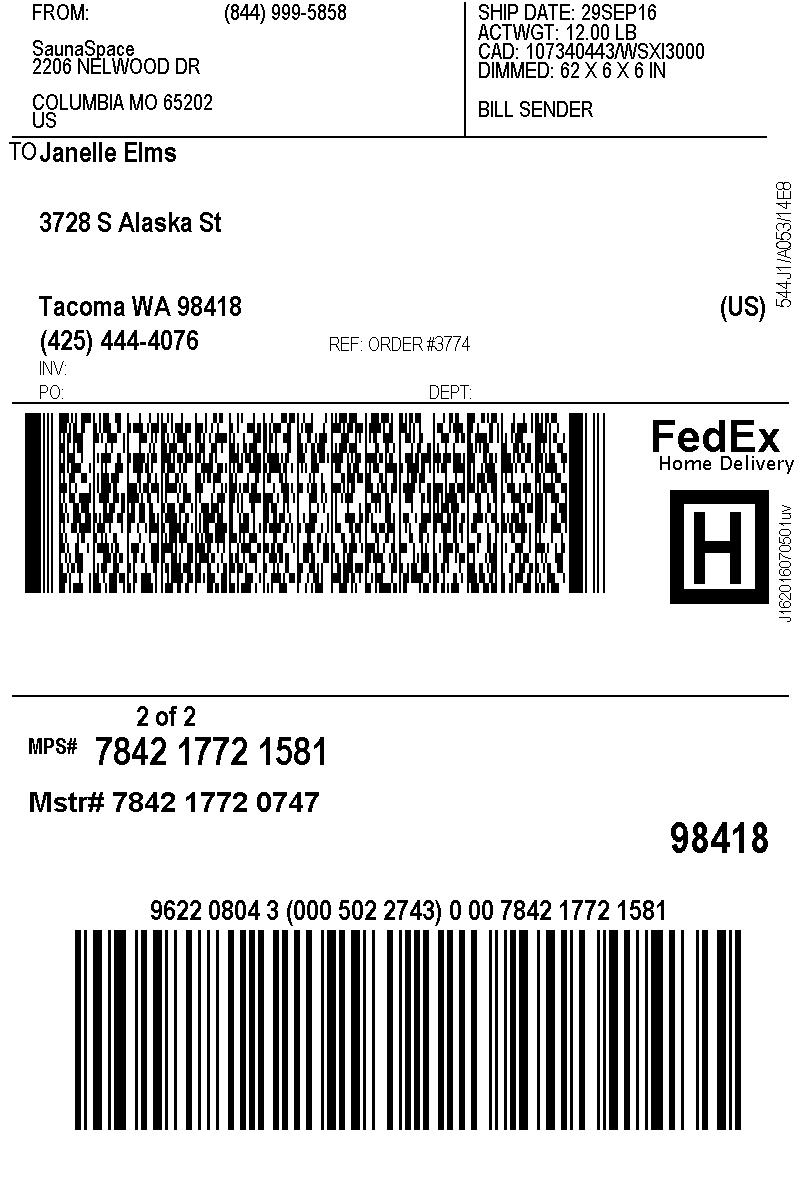 FROM: (844) 999-5858
SaunaSpace
2206 NELWOOD DR
COLUMBIA MO 65202
US
SHIP DATE: 29SEP16
ACTWGT: 12.00 LB
CAD: 107340443/WSXI3000
DIMMED: 62 X 6 X 6 IN
BILL SENDER
TO Janelle Elms
3728 S Alaska St
Tacoma WA 98418 (US)
(425) 444-4076 REF: ORDER #3774
INV:
PO: DEPT:
544J1/A053/14E8
FedEx
Home Delivery
H
J162016070501uv
2 of 2
MPS# 7842 1772 1581
Mstr# 7842 1772 0747
98418
9622 0804 3 (000 502 2743) 0 00 7842 1772 1581